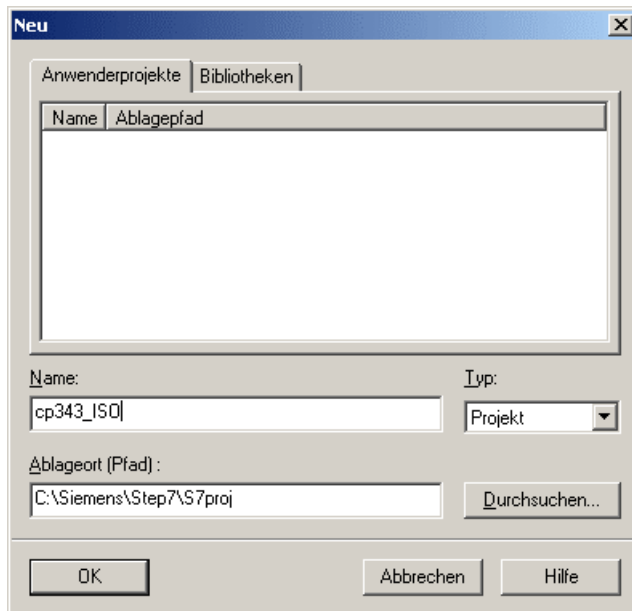 Neu
Anwenderprojekte Bibliotheken
Name Ablagepfad
Name: Typ:
cp343_ISO Projekt
Ablageort (Pfad) :
C:\Siemens\Step7\S7proj Durchsuchen...
OK Abbrechen Hilfe